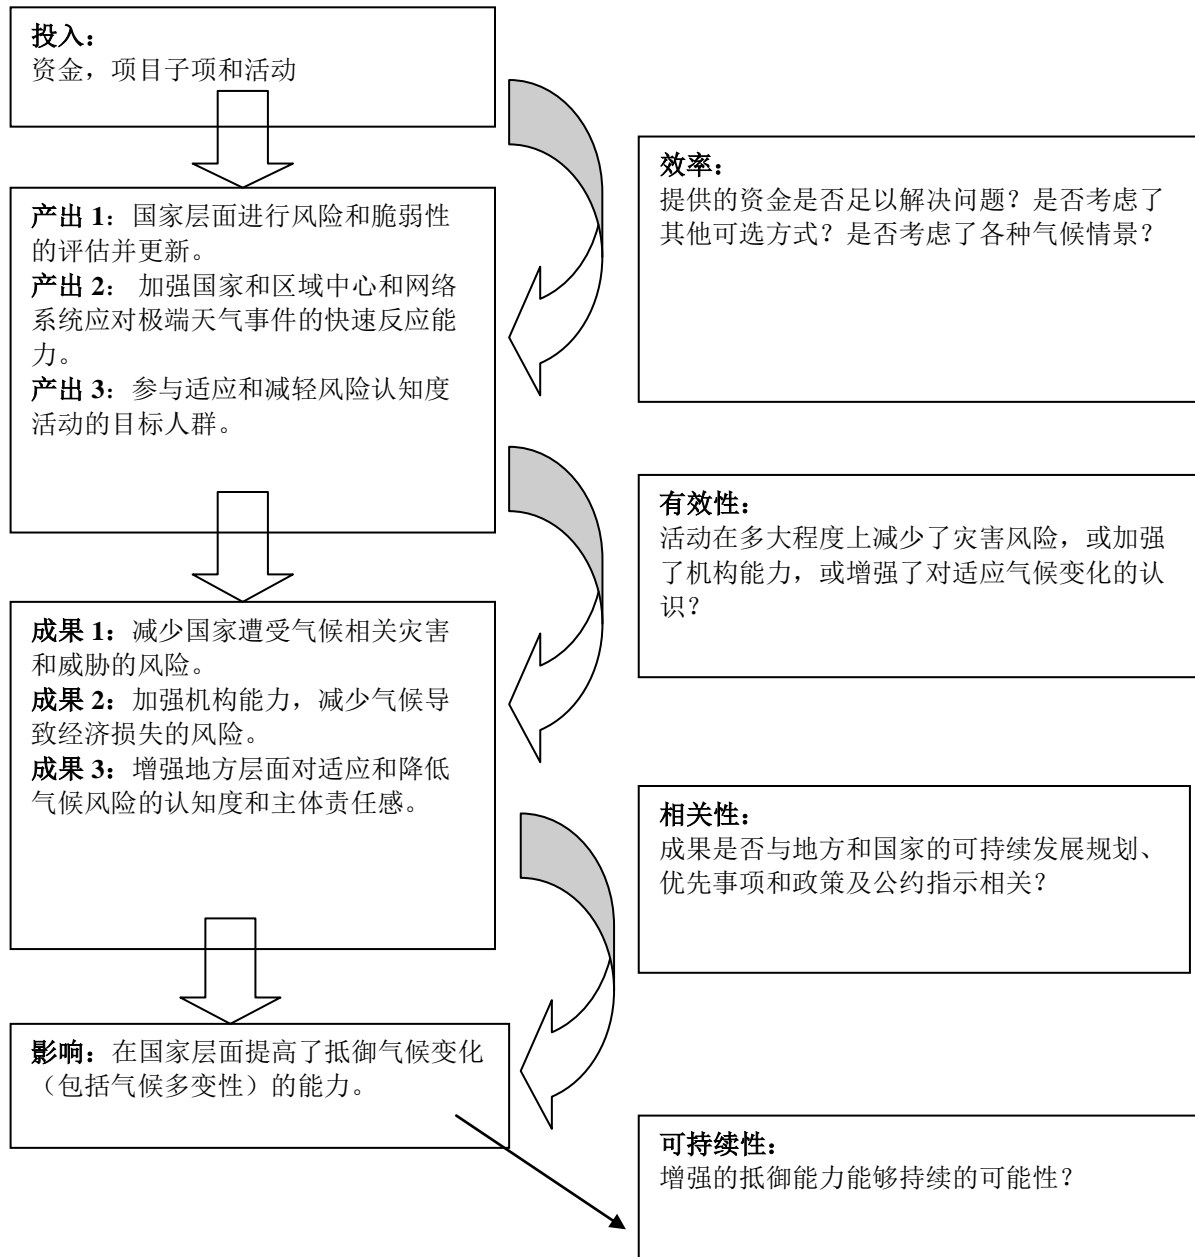 投入：
资金，项目子项和活动
效率：
提供的资金是否足以解决问题？是否考虑了
其他可选方式？是否考虑了各种气候情景？
产出 1：国家层面进行风险和脆弱性
的评估并更新。
产出 2： 加强国家和区域中心和网络
系统应对极端天气事件的快速反应能
力。
产出 3：参与适应和减轻风险认知度
活动的目标人群。
有效性：
活动在多大程度上减少了灾害风险，或加强
了机构能力，或增强了对适应气候变化的认
识？
成果 1：减少国家遭受气候相关灾害
和威胁的风险。
成果 2：加强机构能力，减少气候导
致经济损失的风险。
成果 3：增强地方层面对适应和降低
气候风险的认知度和主体责任感。
相关性：
成果是否与地方和国家的可持续发展规划、
优先事项和政策及公约指示相关？
影响：在国家层面提高了抵御气候变化
（包括气候多变性）的能力。
可持续性：
增强的抵御能力能够持续的可能性？